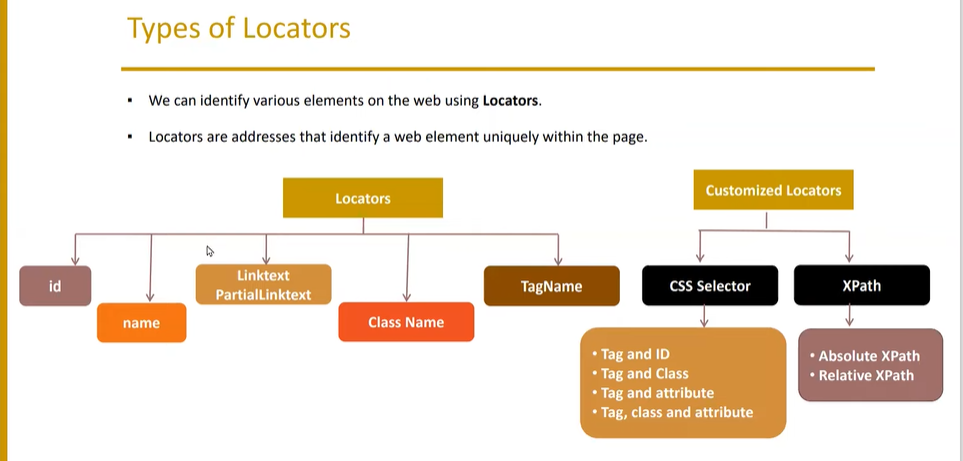 Types of Locators
▪ We can identify various elements on the web using Locators.
▪ Locators are addresses that identify a web element uniquely within the page.
Locators
Customized Locators
id
name
Linktext
PartialLinktext
Class Name
TagName
CSS Selector
XPath
• Tag and ID
• Tag and Class
• Tag and attribute
• Tag, class and attribute
• Absolute XPath
• Relative XPath